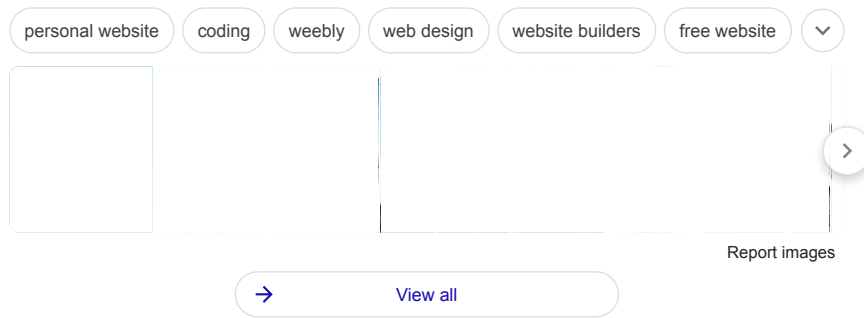 personal website coding weebly web design website builders free website
Report images
View all